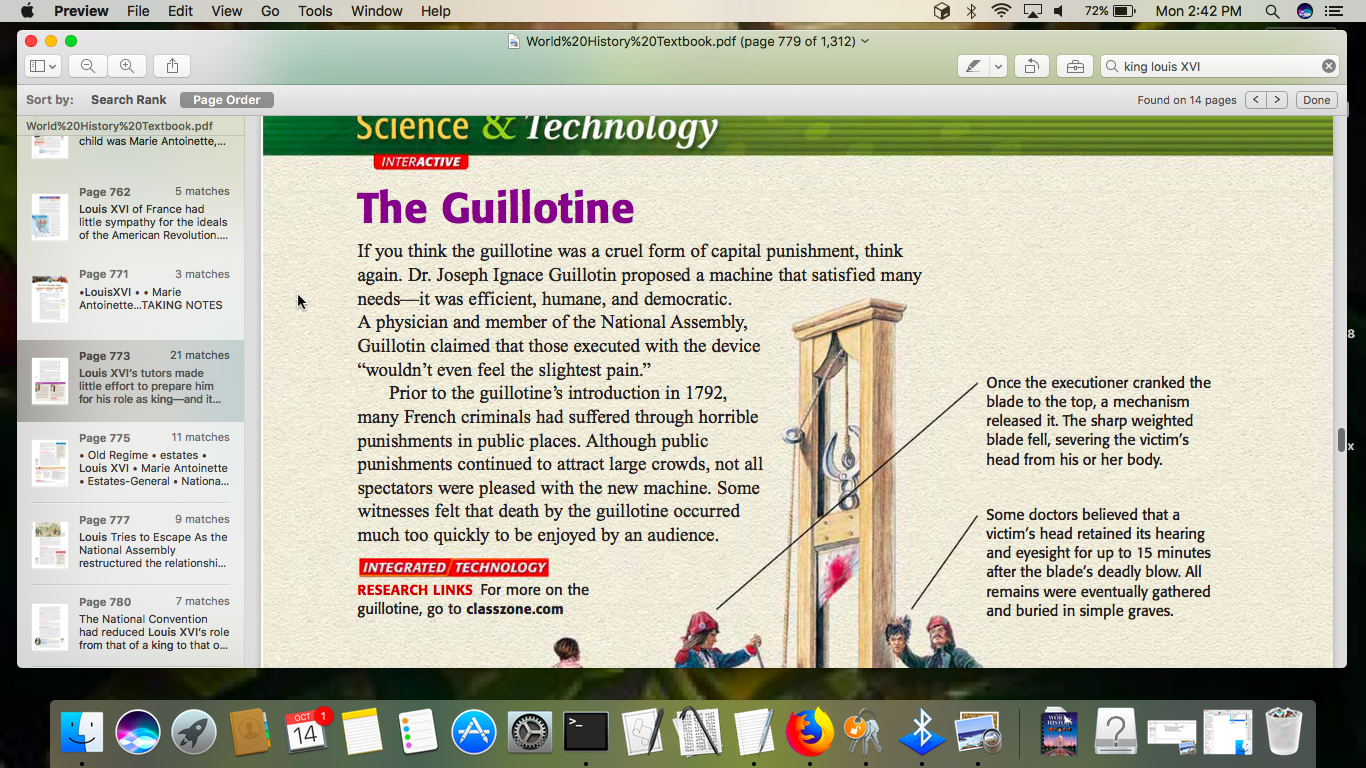 Preview File Edit View Go Tools Window Help 72% Mon 2:42 PM
World%20History%20Textbook.pdf (page 779 of 1,312)
king louis XVI
Sort by: Search Rank Page Order Found on 14 pages < > Done
World%20History%20Textbook.pdf
child was Marie Antoinette,...
Page 762 5 matches
Louis XVI of France had
little sympathy for the ideals
of the American Revolution....
Page 771 3 matches
•LouisXVI • • Marie
Antoinette...TAKING NOTES
Page 773 21 matches
Louis XVI's tutors made
little effort to prepare him
for his role as king—and it...
Page 775 11 matches
• Old Regime • estates •
Louis XVI • Marie Antoinette
• Estates-General • Nationa...
Page 777 9 matches
Louis Tries to Escape As the
National Assembly
restructured the relationshi...
Page 780 7 matches
The National Convention
had reduced Louis XVI's role
from that of a king to that o...
Science & Technology
INTERACTIVE
The Guillotine
If you think the guillotine was a cruel form of capital punishment, think
again. Dr. Joseph Ignace Guillotin proposed a machine that satisfied many
needs—it was efficient, humane, and democratic.
A physician and member of the National Assembly,
Guillotin claimed that those executed with the device
“wouldn't even feel the slightest pain.”
Prior to the guillotine's introduction in 1792,
many French criminals had suffered through horrible
punishments in public places. Although public
punishments continued to attract large crowds, not all
spectators were pleased with the new machine. Some
witnesses felt that death by the guillotine occurred
much too quickly to be enjoyed by an audience.
INTEGRATED/TECHNOLOGY
RESEARCH LINKS For more on the
guillotine, go to classzone.com
Once the executioner cranked the
blade to the top, a mechanism
released it. The sharp weighted
blade fell, severing the victim's
head from his or her body.
Some doctors believed that a
victim's head retained its hearing
and eyesight for up to 15 minutes
after the blade's deadly blow. All
remains were eventually gathered
and buried in simple graves.
8
x
OCT 1
14